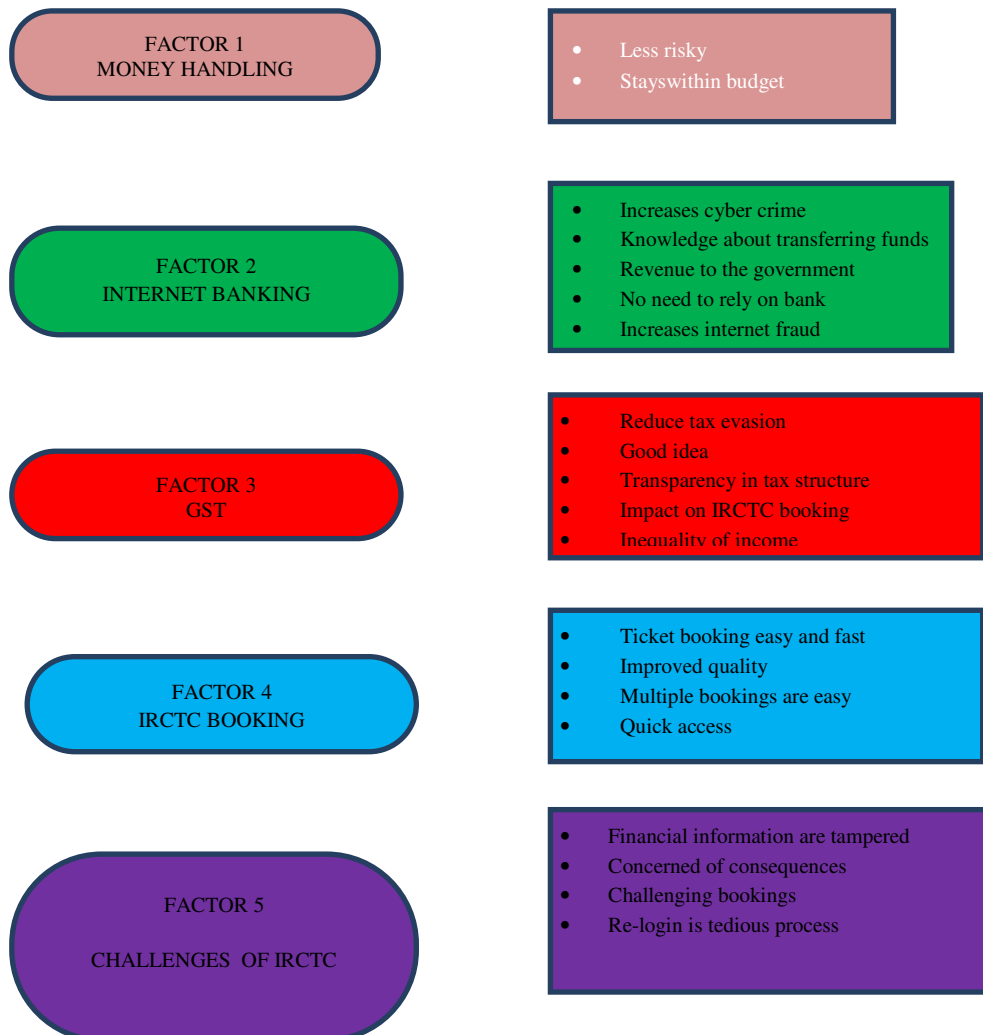 FACTOR 1
MONEY HANDLING
• Less risky
• Stayswithin budget
FACTOR 2
INTERNET BANKING
• Increases cyber crime
• Knowledge about transferring funds
• Revenue to the government
• No need to rely on bank
• Increases internet fraud
FACTOR 3
GST
• Reduce tax evasion
• Good idea
• Transparency in tax structure
• Impact on IRCTC booking
• Inequality of income
FACTOR 4
IRCTC BOOKING
• Ticket booking easy and fast
• Improved quality
• Multiple bookings are easy
• Quick access
FACTOR 5
CHALLENGES OF IRCTC
• Financial information are tampered
• Concerned of consequences
• Challenging bookings
• Re-login is tedious process